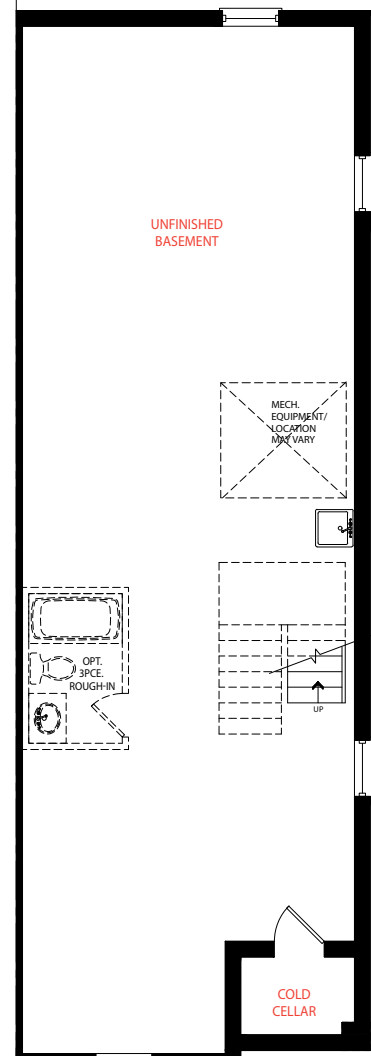 UNFINISHED
BASEMENT
MECH.
EQUIPMENT/
LOCATION
MAY VARY
OPT.
3PCE.
ROUGH-IN
UP
COLD
CELLAR